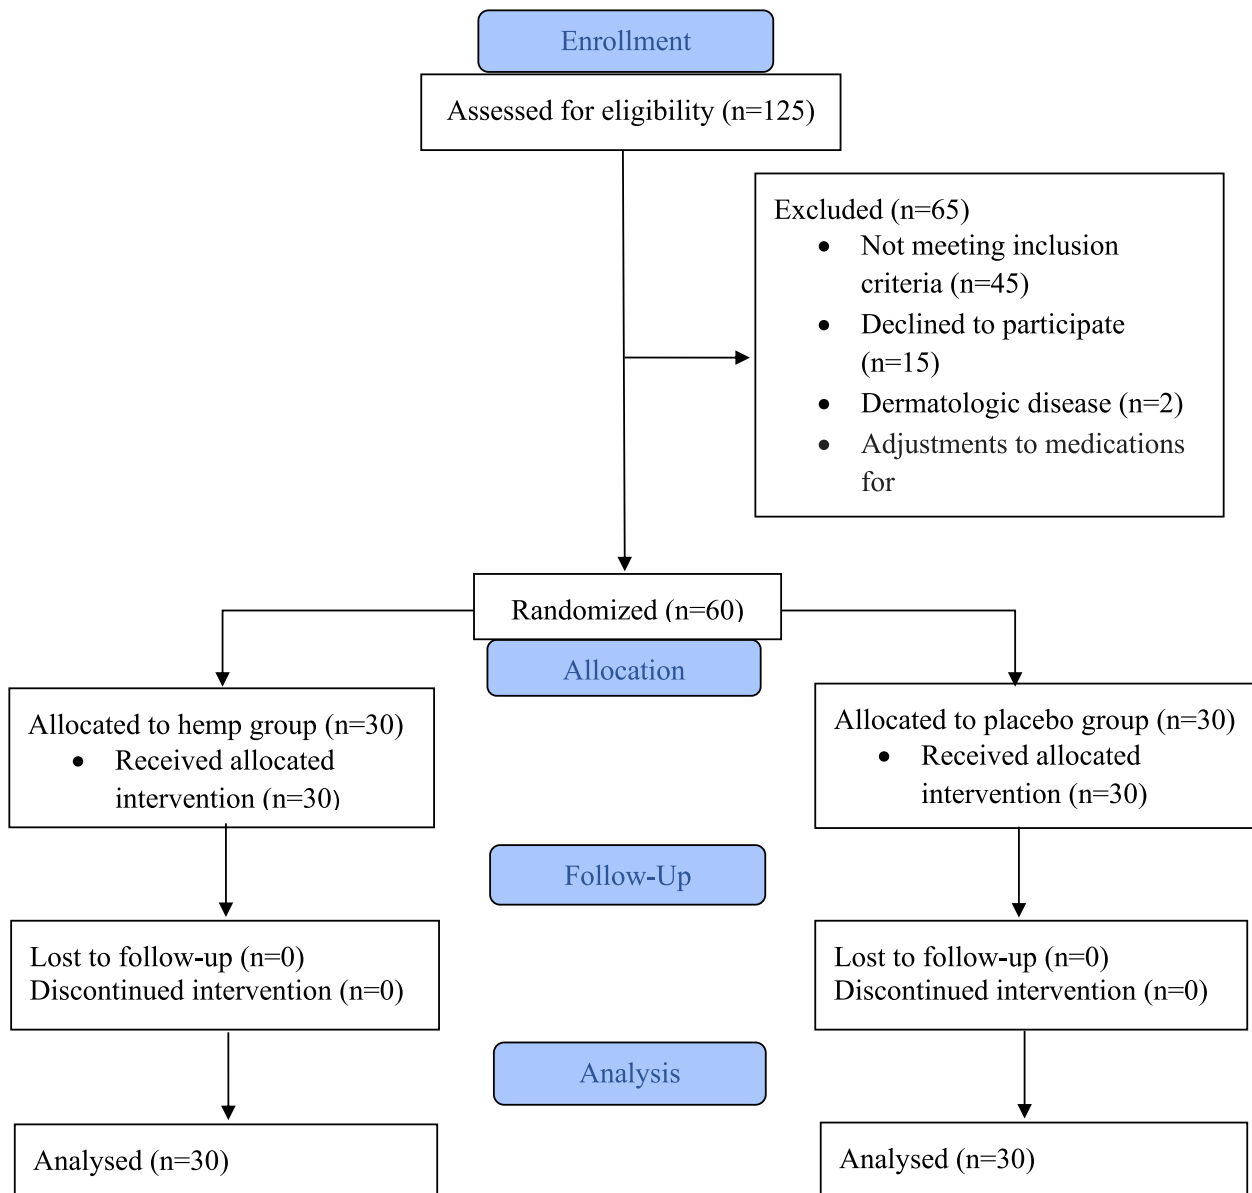 Enrollment
Assessed for eligibility (n=125)
Excluded (n=65)
• Not meeting inclusion
criteria (n=45)
• Declined to participate
(n=15)
• Dermatologic disease (n=2)
• Adjustments to medications
for
Randomized (n=60)
Allocation
Allocated to hemp group (n=30)
• Received allocated
intervention (n=30)
Allocated to placebo group (n=30)
• Received allocated
intervention (n=30)
Follow-Up
Lost to follow-up (n=0)
Discontinued intervention (n=0)
Lost to follow-up (n=0)
Discontinued intervention (n=0)
Analysis
Analysed (n=30)
Analysed (n=30)